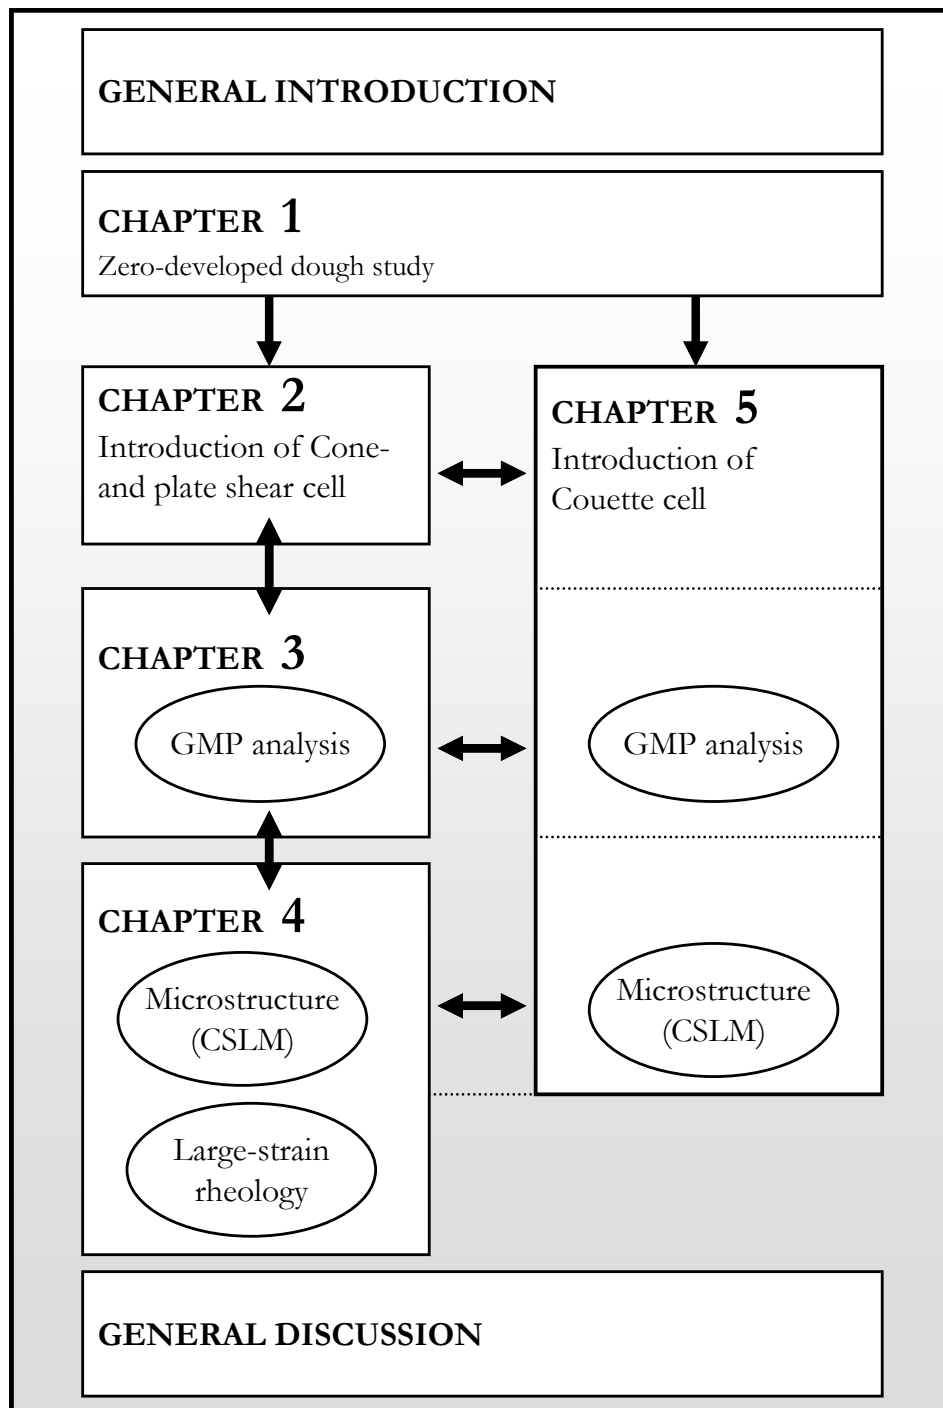 GENERAL INTRODUCTION
CHAPTER 1
Zero-developed dough study
CHAPTER 2
Introduction of Cone-
and plate shear cell
CHAPTER 3
GMP analysis
CHAPTER 4
Microstructure
(CSLM)
Large-strain
rheology
CHAPTER 5
Introduction of
Couette cell
GMP analysis
Microstructure
(CSLM)
GENERAL DISCUSSION